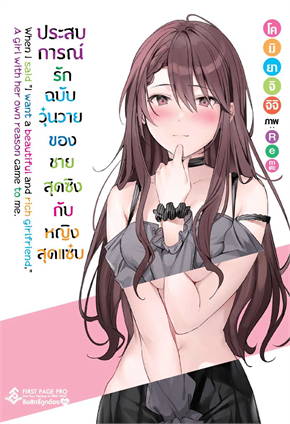 ประสบ
การณ์
รัก
ฉบับ
วุ่นวาย
ของ
ชาย
สุดซิง
กับ
หญิง
สุดแซ่บ
When I said "I want a beautiful and rich girlfriend,"
A girl with her own reason came to me.
โคมิยาจิจิ
ภาพ : Reme
FIRST PAGE PRO